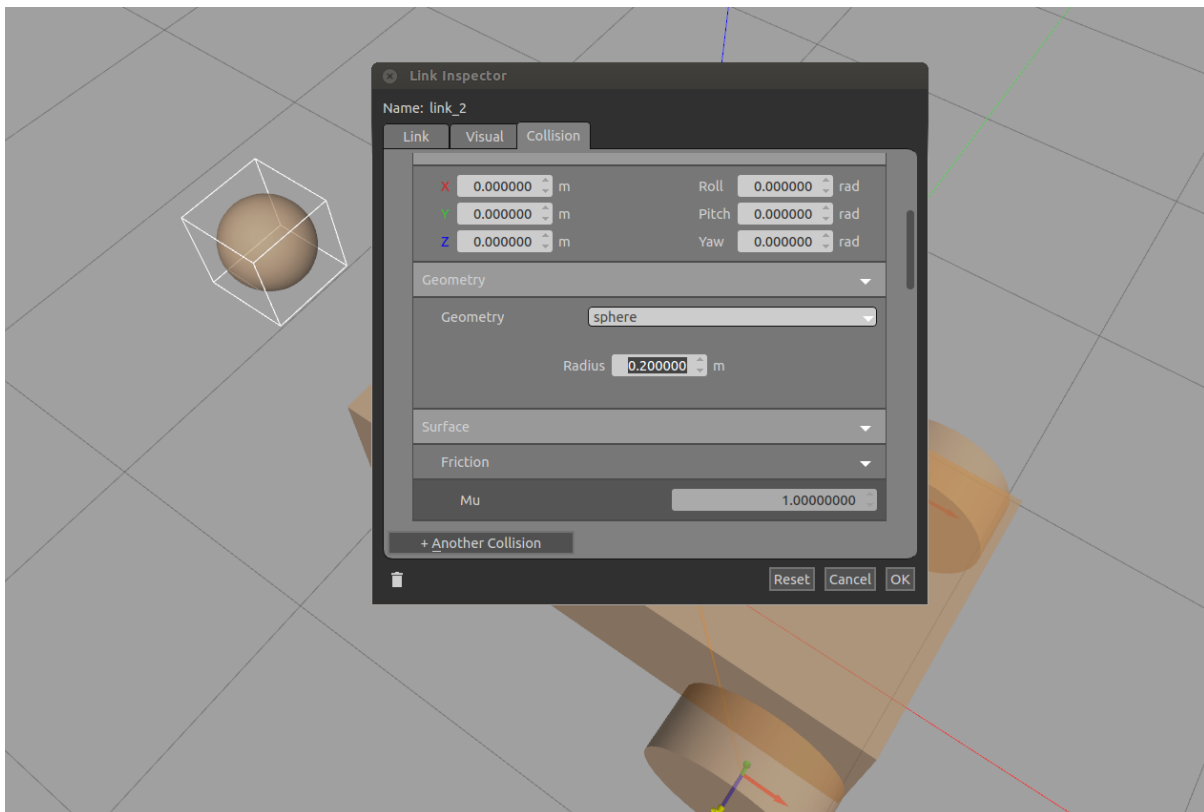 Link Inspector
Name: link_2
Link Visual Collision
X 0.000000 m Roll 0.000000 rad
Y 0.000000 m Pitch 0.000000 rad
Z 0.000000 m Yaw 0.000000 rad
Geometry
Geometry sphere
Radius 0.200000 m
Surface
Friction
Mu 1.00000000
+ Another Collision
Reset Cancel OK